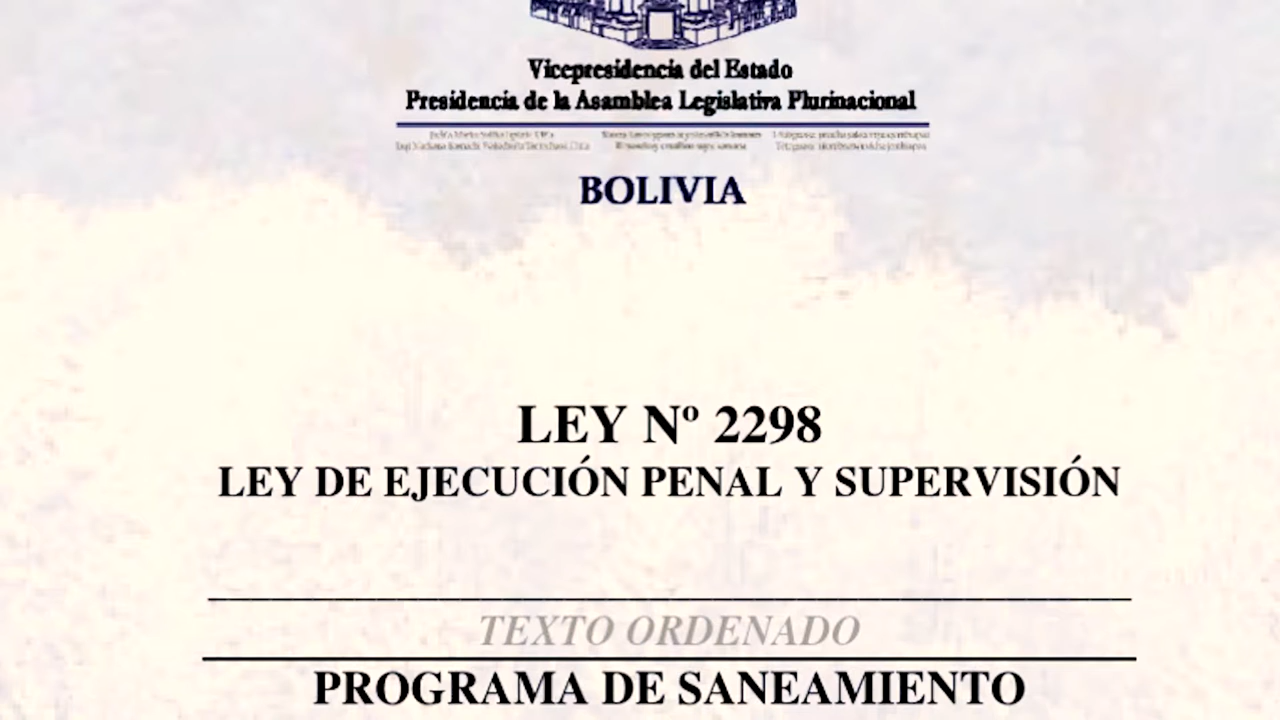 Vicepresidencia del Estado
Presidencia de la Asamblea Legislativa Plurinacional
BOLIVIA
LEY Nº 2298
LEY DE EJECUCIÓN PENAL Y SUPERVISIÓN
TEXTO ORDENADO
PROGRAMA DE SANEAMIENTO